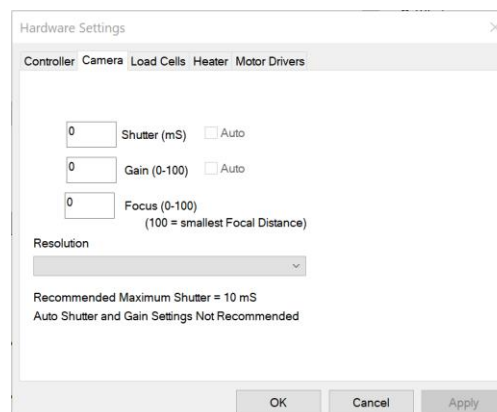 Hardware Settings
Controller Camera Load Cells Heater Motor Drivers
0 Shutter (mS) Auto
0 Gain (0-100) Auto
0 Focus (0-100)
(100 = smallest Focal Distance)
Resolution
Recommended Maximum Shutter = 10 mS
Auto Shutter and Gain Settings Not Recommended
OK Cancel Apply